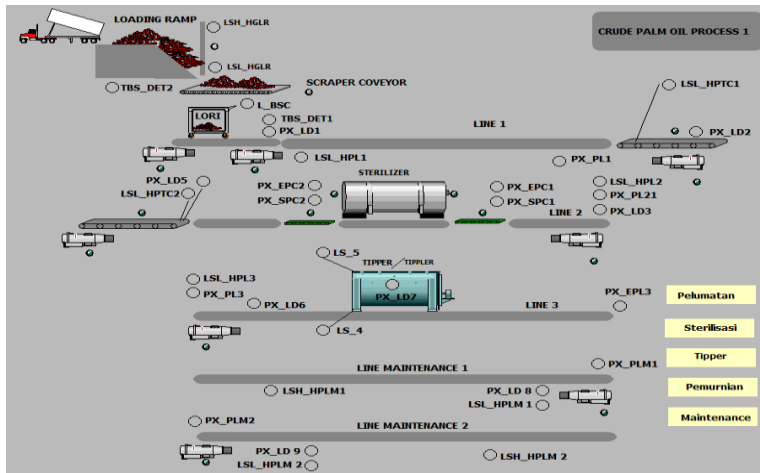 LOADING RAMP
LSH_HGLR
CRUDE PALM OIL PROCESS 1
LSL_HGLR
TBS_DET2
SCRAPER COVEYOR
LSL_HPTC1
L_BSC
LORI
TBS_DET1
PX_LD1
LINE 1
PX_LD2
LSL_HPL1
PX_PL1
PX_LD5
LSL_HPTC2
PX_EPC2
PX_SPC2
STERILIZER
PX_EPC1
PX_SPC1
LSL_HPL2
PX_PL21
PX_LD3
LINE 2
LS_5
TIPPER
TIPPLER
LSL_HPL3
PX_PL3
PX_LD6
PX_LD7
PX_EPL3
Pelumatan
LINE 3
LS_4
Sterilisasi
Tipper
PX_PLM1
LINE MAINTENANCE 1
LSH_HPLM1
PX_LD 8
LSL_HPLM 1
Pemurnian
Maintenance
PX_PLM2
LINE MAINTENANCE 2
PX_LD 9
LSL_HPLM 2
LSH_HPLM 2